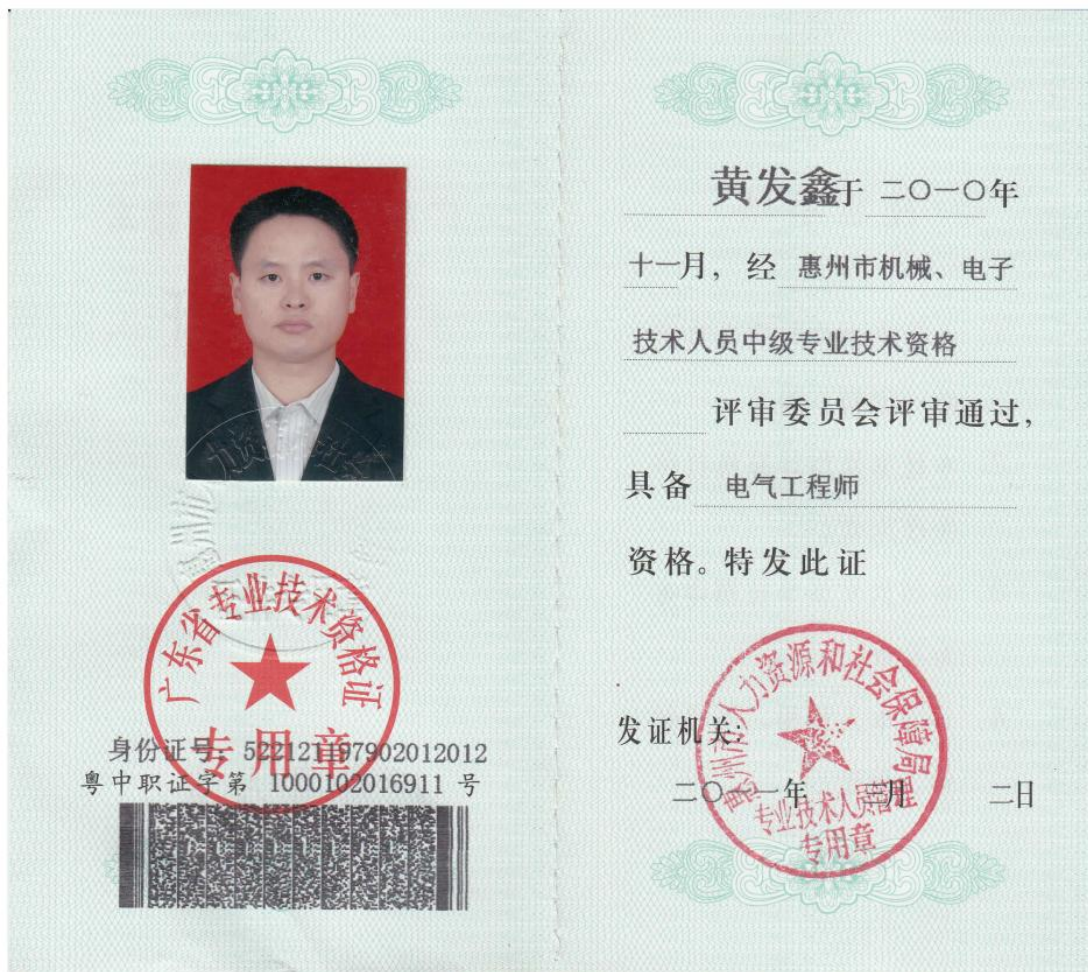 广东省专业技术资格证
专用章
身份证号：522121197902012012
粤中职证字第 1000102016911 号
黄发鑫于 二〇一〇年
十一月，经 惠州市机械、电子
技术人员中级专业技术资格
评审委员会评审通过，
具备 电气工程师
资格。特发此证
惠州市人力资源和社会保障局
发证机关：
二〇一一年 月 二日
专业技术人员管理
专用章